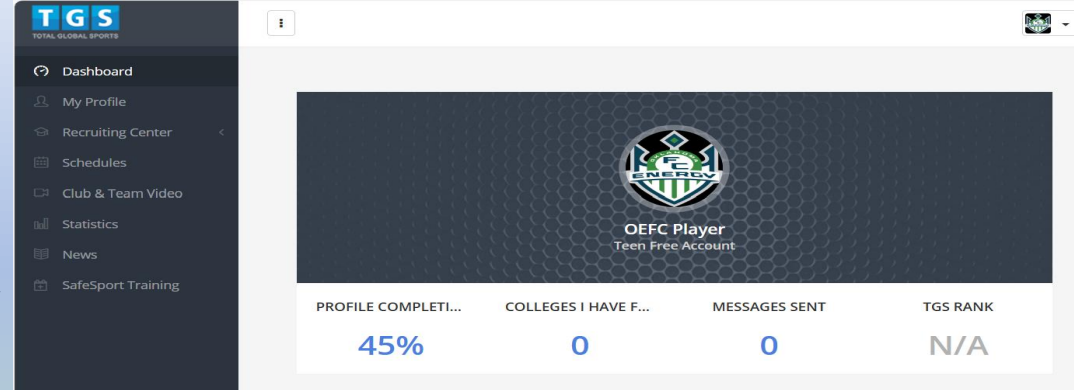 TGS
TOTAL GLOBAL SPORTS
Dashboard
My Profile
Recruiting Center
Schedules
Club & Team Video
Statistics
News
SafeSport Training
OKLAHOMA
FC
ENERGY
OEFC Player
Teen Free Account
PROFILE COMPLETI... COLLEGES I HAVE F... MESSAGES SENT TGS RANK
45% 0 0 N/A